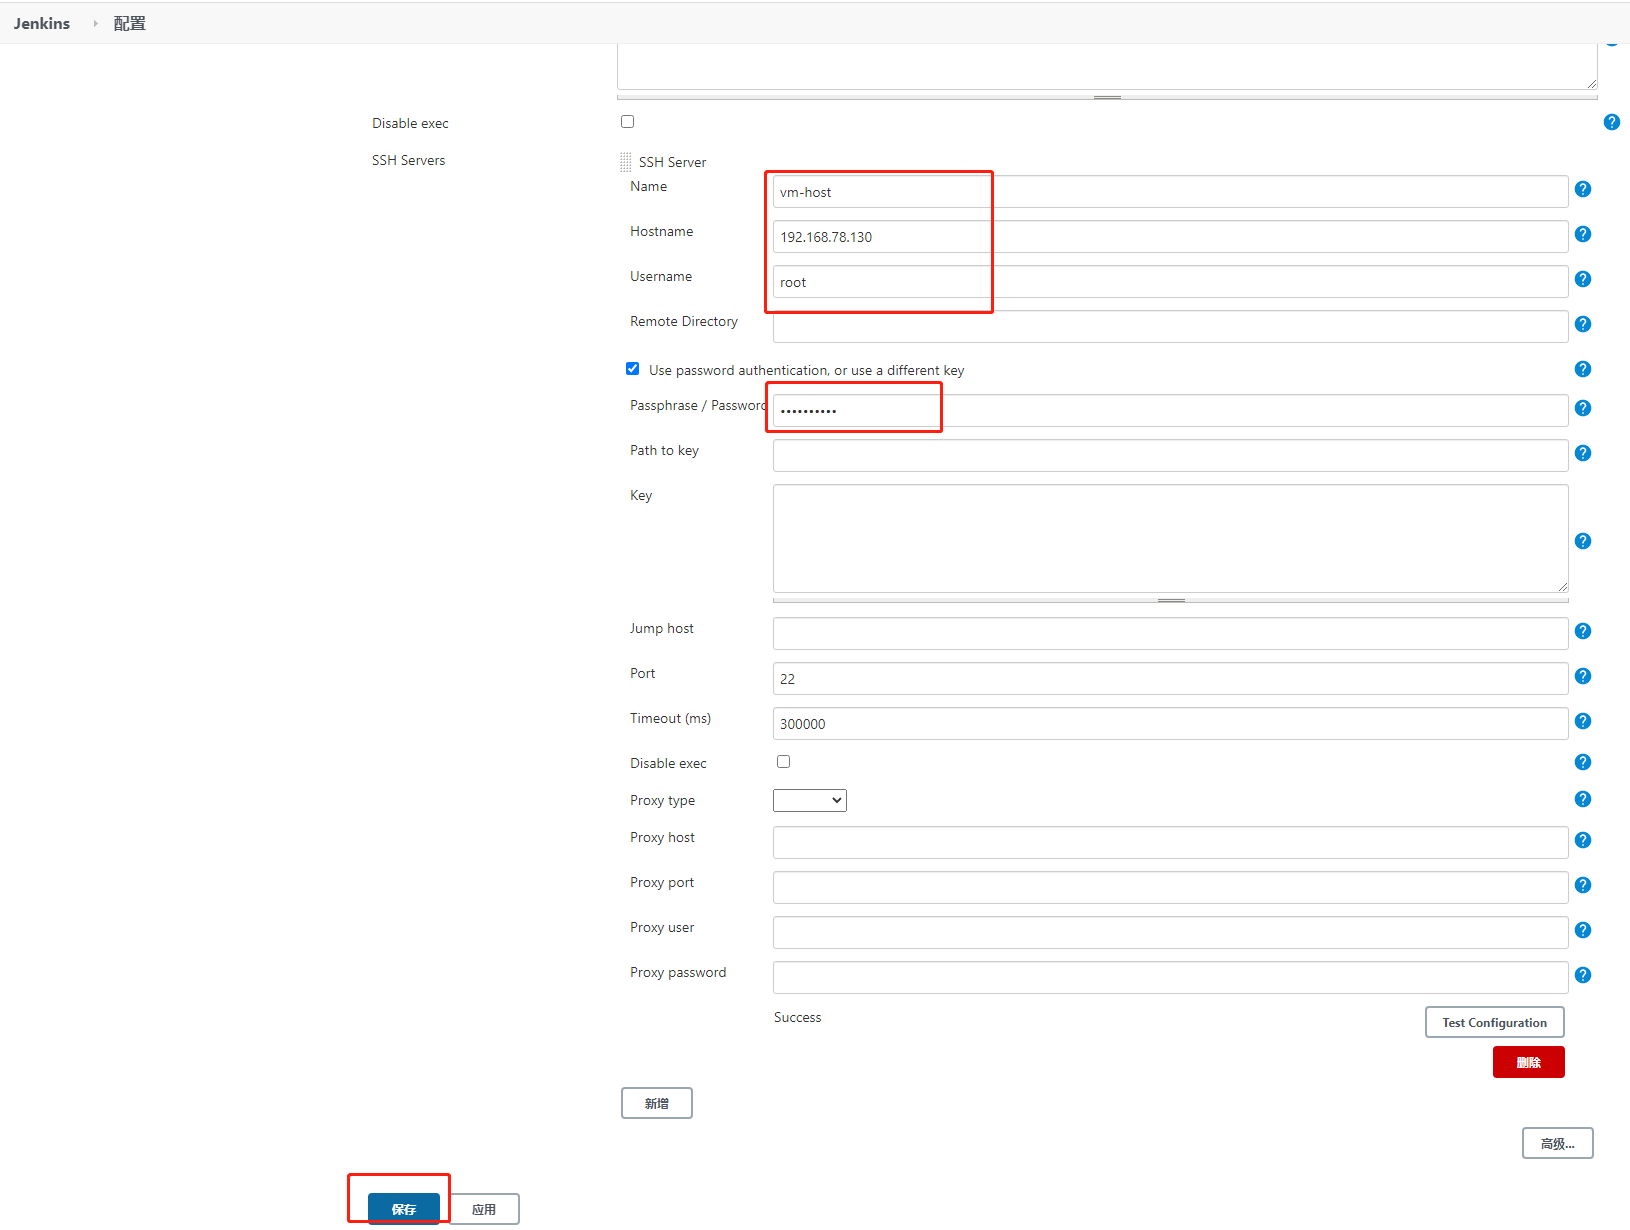 Jenkins 配置
Disable exec
SSH Servers
SSH Server
Name
vm-host
Hostname
192.168.78.130
Username
root
Remote Directory
Use password authentication, or use a different key
Passphrase / Password
••••••••••
Path to key
Key
Jump host
Port
22
Timeout (ms)
300000
Disable exec
Proxy type
Proxy host
Proxy port
Proxy user
Proxy password
Success
Test Configuration
删除
新增
高级...
保存
应用